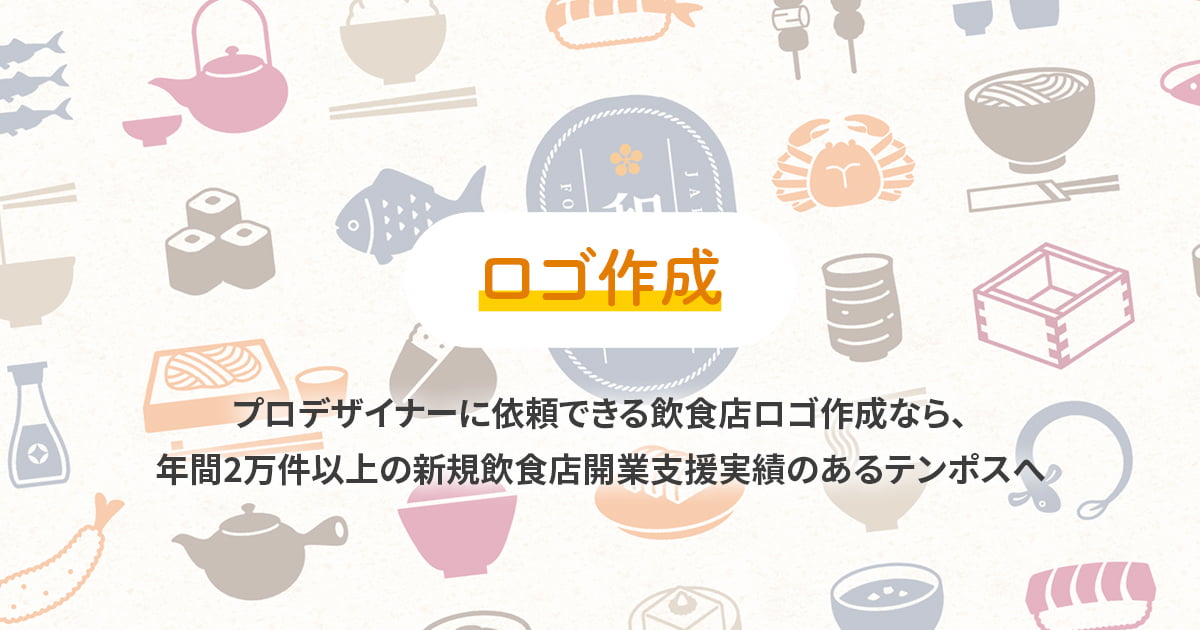 ロゴ作成
プロデザイナーに依頼できる飲食店ロゴ作成なら、
年間2万件以上の新規飲食店開業支援実績のあるテンポスへ